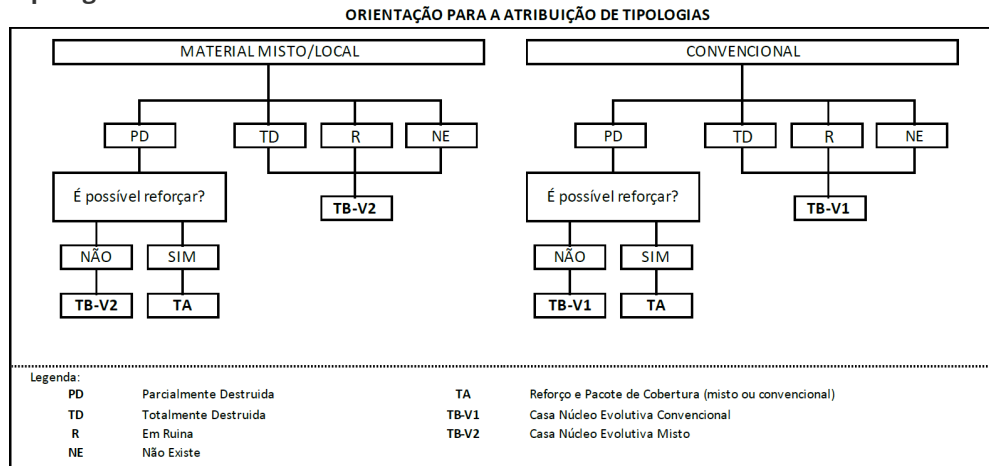 ORIENTAÇÃO PARA A ATRIBUIÇÃO DE TIPOLOGIAS
MATERIAL MISTO/LOCAL
CONVENCIONAL
PD TD R NE
PD TD R NE
É possível reforçar?
TB-V2
É possível reforçar?
TB-V1
NÃO SIM
NÃO SIM
TB-V2 TA
TB-V1 TA
Legenda:
PD Parcialmente Destruida TA Reforço e Pacote de Cobertura (misto ou convencional)
TD Totalmente Destruida TB-V1 Casa Núcleo Evolutiva Convencional
R Em Ruina TB-V2 Casa Núcleo Evolutiva Misto
NE Não Existe